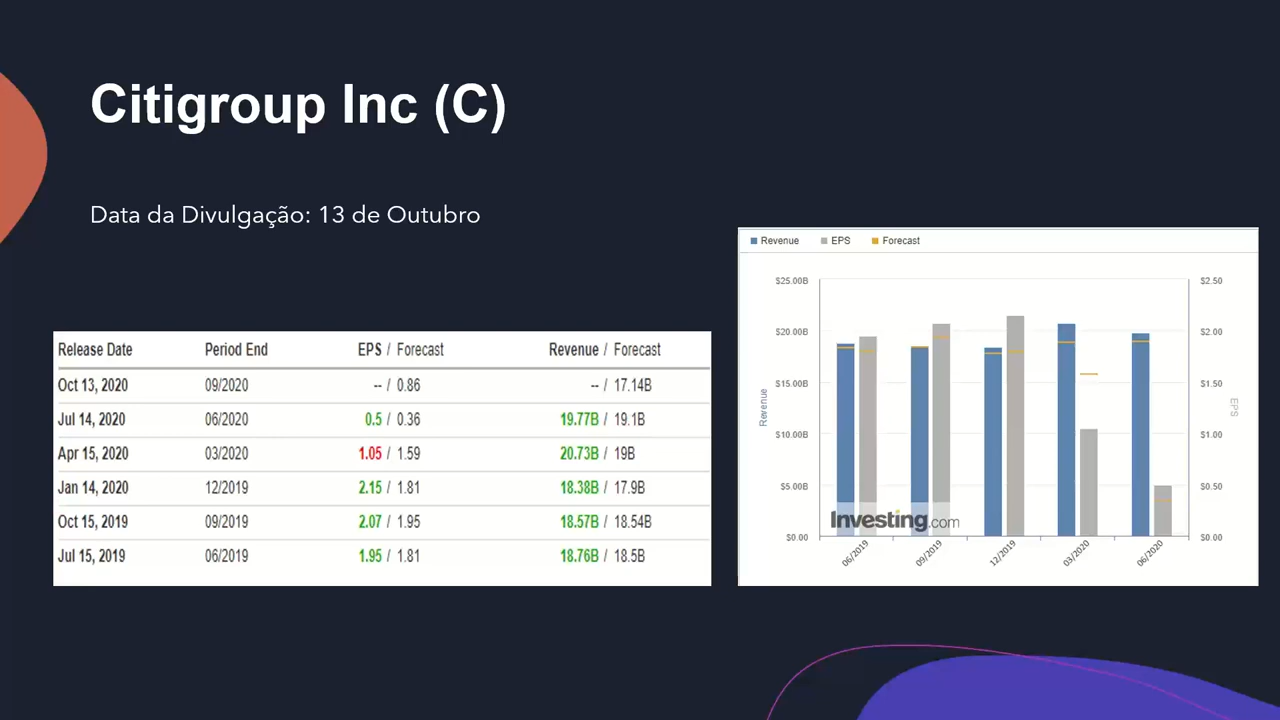 Citigroup Inc (C)
Data da Divulgação: 13 de Outubro
Release Date Period End EPS / Forecast Revenue / Forecast
Oct 13, 2020 09/2020 -- / 0.86 -- / 17.14B
Jul 14, 2020 06/2020 0.5 / 0.36 19.77B / 19.1B
Apr 15, 2020 03/2020 1.05 / 1.59 20.73B / 19B
Jan 14, 2020 12/2019 2.15 / 1.81 18.38B / 17.9B
Oct 15, 2019 09/2019 2.07 / 1.95 18.57B / 18.54B
Jul 15, 2019 06/2019 1.95 / 1.81 18.76B / 18.5B
Revenue EPS Forecast
$25.00B $2.50
$20.00B $2.00
$15.00B $1.50
$10.00B $1.00
$5.00B $0.50
$0.00 $0.00
Revenue
EPS
Investing.com
06/2019 09/2019 12/2019 03/2020 06/2020